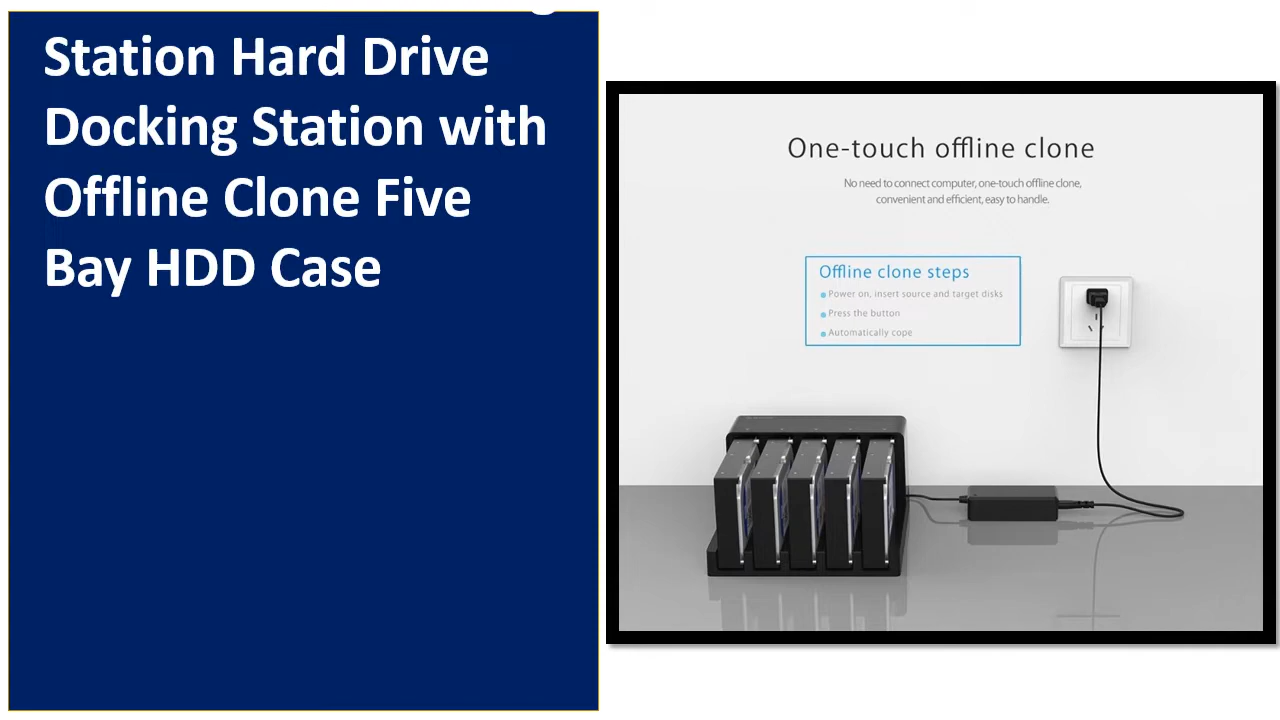 Station Hard Drive
Docking Station with
Offline Clone Five
Bay HDD Case
One-touch offline clone
No need to connect computer, one-touch offline clone,
convenient and efficient, easy to handle.
Offline clone steps
Power on, insert source and target disks
Press the button
Automatically cope